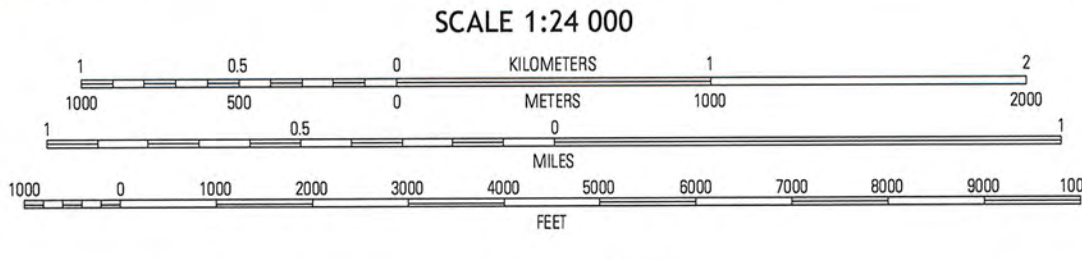 SCALE 1:24 000
1 0.5 0 KILOMETERS 1 2
1000 500 0 METERS 1000 2000
1 0.5 0 1
MILES
1000 0 1000 2000 3000 4000 5000 6000 7000 8000 9000 100
FEET